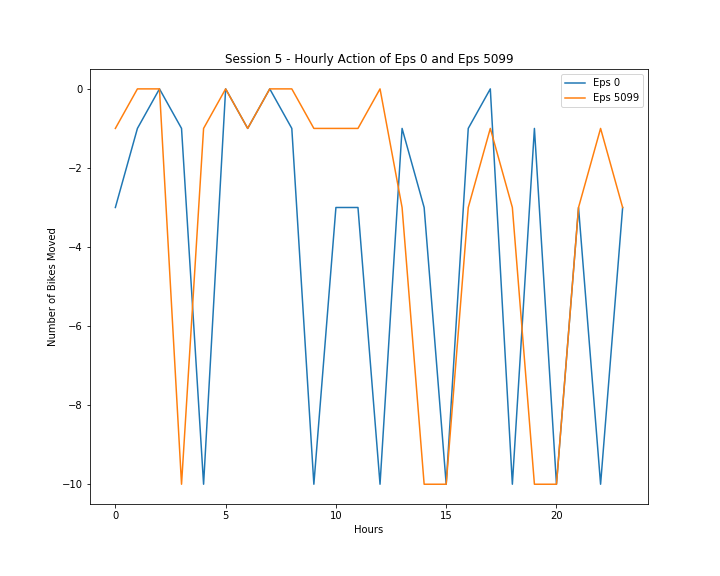 Session 5 - Hourly Action of Eps 0 and Eps 5099
Eps 0
Eps 5099
Number of Bikes Moved
0
−2
−4
−6
−8
−10
0
5
10
15
20
Hours